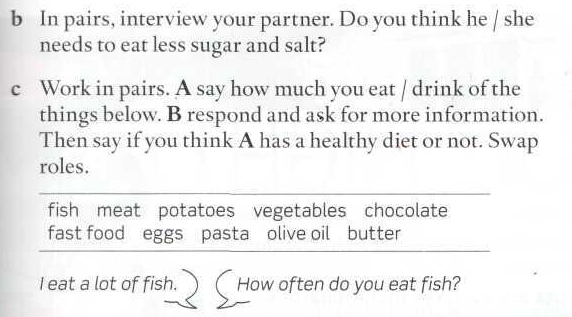 b In pairs, interview your partner. Do you think he / she
needs to eat less sugar and salt?
c Work in pairs. A say how much you eat / drink of the
things below. B respond and ask for more information.
Then say if you think A has a healthy diet or not. Swap
roles.
fish meat potatoes vegetables chocolate
fast food eggs pasta olive oil butter
I eat a lot of fish. How often do you eat fish?